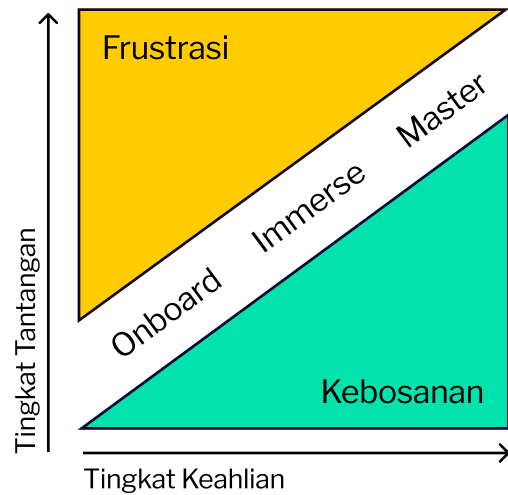 Frustrasi
Master
Immerse
Onboard
Kebosanan
Tingkat Tantangan
Tingkat Keahlian